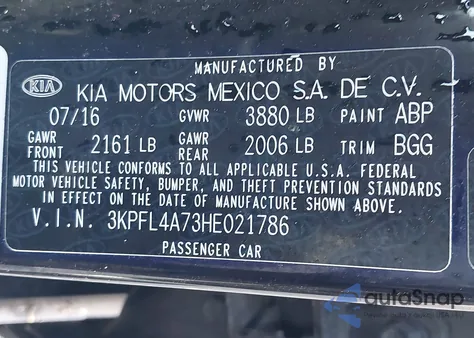 MANUFACTURED BY
KIA KIA MOTORS MEXICO S.A. DE C.V.
07/16 GVWR 3880 LB PAINT ABP
GAWR FRONT 2161 LB GAWR REAR 2006 LB TRIM BGG
THIS VEHICLE CONFORMS TO ALL APPLICABLE U.S.A. FEDERAL
MOTOR VEHICLE SAFETY, BUMPER, AND THEFT PREVENTION STANDARDS
IN EFFECT ON THE DATE OF MANUFACTURE SHOWN ABOVE.
V.I.N. 3KPFL4A73HE021786
PASSENGER CAR
autoSnap